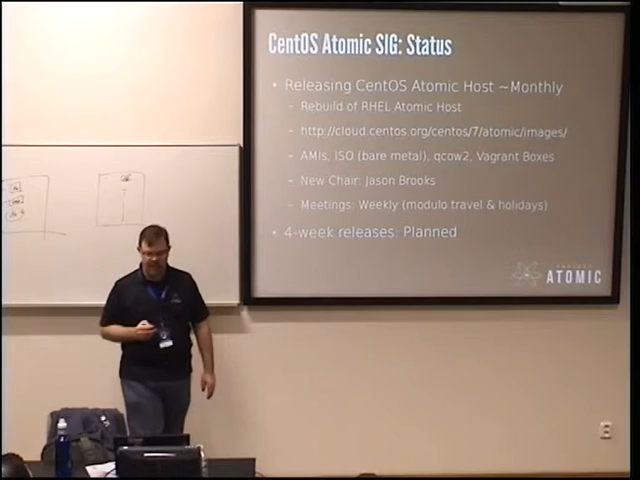 CentOS Atomic SIG: Status
• Releasing CentOS Atomic Host ~Monthly
– Rebuild of RHEL Atomic Host
– http://cloud.centos.org/centos/7/atomic/images/
– AMIs, ISO (bare metal), qcow2, Vagrant Boxes
– New Chair: Jason Brooks
– Meetings: Weekly (modulo travel & holidays)
• 4-week releases: Planned
PROJECT
ATOMIC